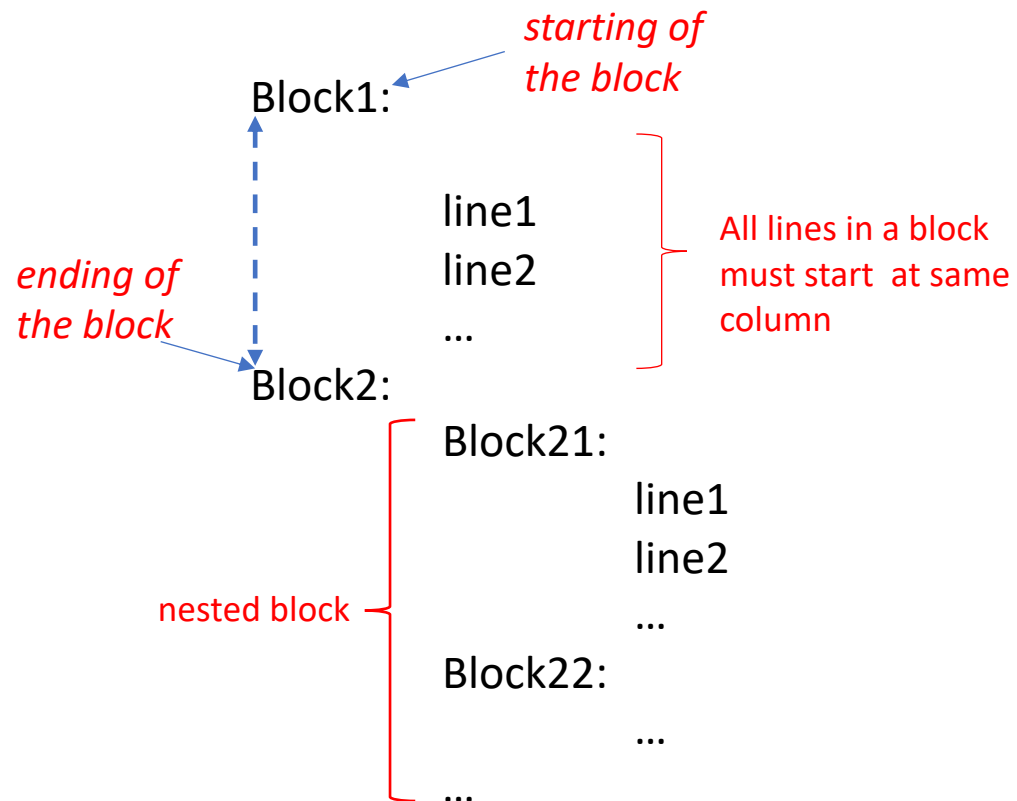 starting of
the block
Block1:
line1
line2
...
All lines in a block
must start at same
column
ending of
the block
Block2:
Block21:
line1
line2
...
nested block
Block22:
...
...